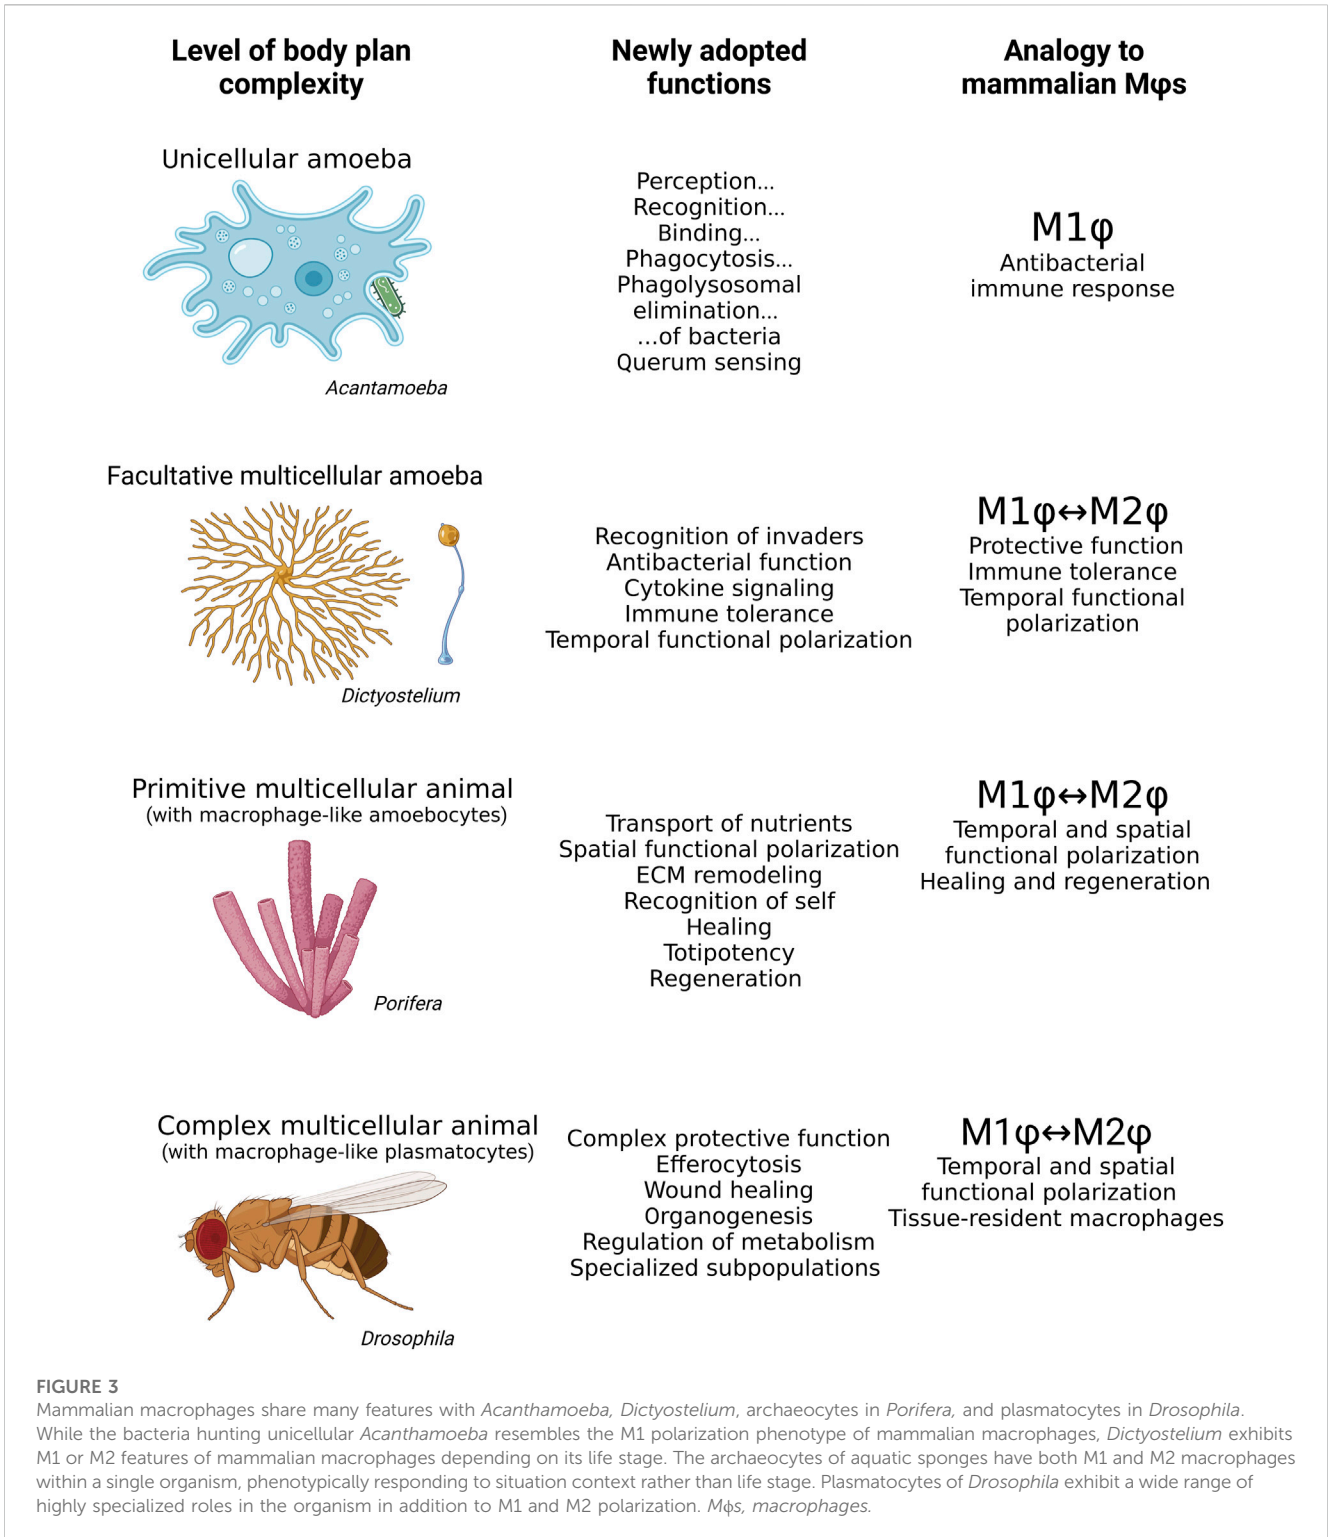 Level of body plan
complexity
Newly adopted
functions
Analogy to
mammalian Mφs
Unicellular amoeba
Acantamoeba
Perception...
Recognition...
Binding...
Phagocytosis...
Phagolysosomal
elimination...
...of bacteria
Querum sensing
M1φ
Antibacterial
immune response
Facultative multicellular amoeba
Dictyostelium
Recognition of invaders
Antibacterial function
Cytokine signaling
Immune tolerance
Temporal functional polarization
M1φ↔M2φ
Protective function
Immune tolerance
Temporal functional
polarization
Primitive multicellular animal
(with macrophage-like amoebocytes)
Porifera
Transport of nutrients
Spatial functional polarization
ECM remodeling
Recognition of self
Healing
Totipotency
Regeneration
M1φ↔M2φ
Temporal and spatial
functional polarization
Healing and regeneration
Complex multicellular animal
(with macrophage-like plasmatocytes)
Drosophila
Complex protective function
Efferocytosis
Wound healing
Organogenesis
Regulation of metabolism
Specialized subpopulations
M1φ↔M2φ
Temporal and spatial
functional polarization
Tissue-resident macrophages
FIGURE 3
Mammalian macrophages share many features with Acanthamoeba, Dictyostelium, archaeocytes in Porifera, and plasmatocytes in Drosophila.
While the bacteria hunting unicellular Acanthamoeba resembles the M1 polarization phenotype of mammalian macrophages, Dictyostelium exhibits
M1 or M2 features of mammalian macrophages depending on its life stage. The archaeocytes of aquatic sponges have both M1 and M2 macrophages
within a single organism, phenotypically responding to situation context rather than life stage. Plasmatocytes of Drosophila exhibit a wide range of
highly specialized roles in the organism in addition to M1 and M2 polarization. Mϕs, macrophages.